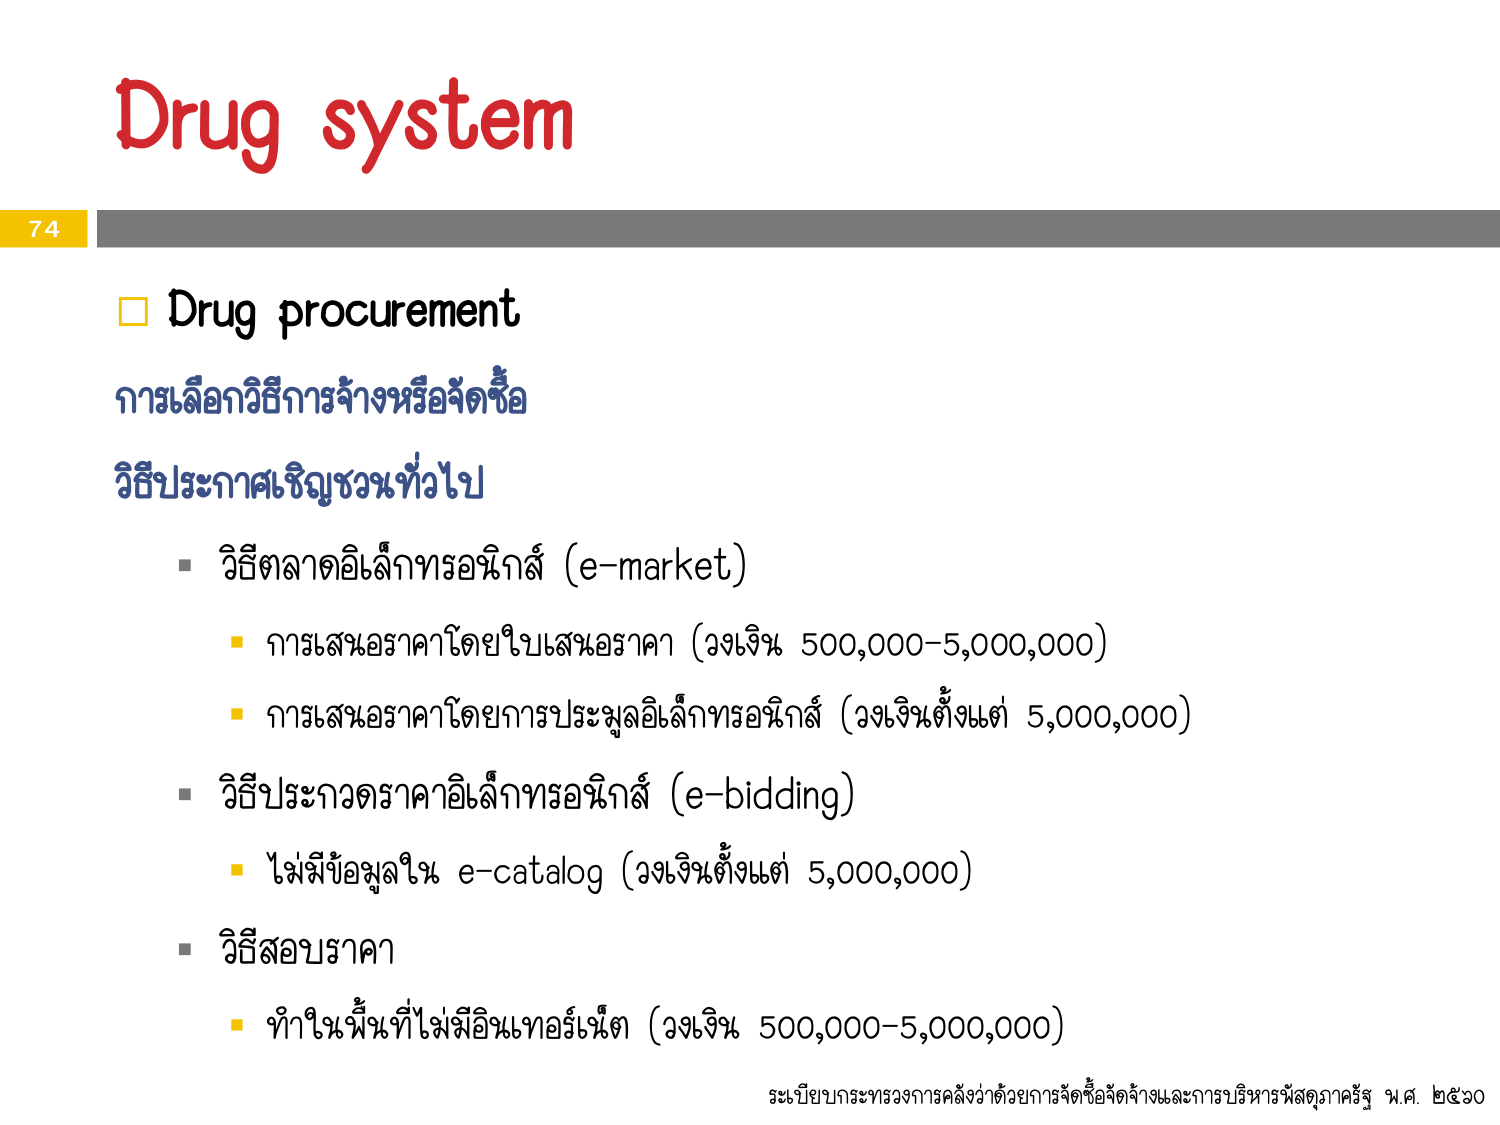 Drug system
74
Drug procurement
การเลือกวิธีการจ้างหรือจัดซื้อ
วิธีประกาศเชิญชวนทั่วไป
วิธีตลาดอิเล็กทรอนิกส์ (e-market)
การเสนอราคาโดยใบเสนอราคา (วงเงิน 500,000-5,000,000)
การเสนอราคาโดยการประมูลอิเล็กทรอนิกส์ (วงเงินตั้งแต่ 5,000,000)
วิธีประกวดราคาอิเล็กทรอนิกส์ (e-bidding)
ไม่มีข้อมูลใน e-catalog (วงเงินตั้งแต่ 5,000,000)
วิธีสอบราคา
ทำในพื้นที่ไม่มีอินเทอร์เน็ต (วงเงิน 500,000-5,000,000)
ระเบียบกระทรวงการคลังว่าด้วยการจัดซื้อจัดจ้างและการบริหารพัสดุภาครัฐ พ.ศ. ๒๕๖๐